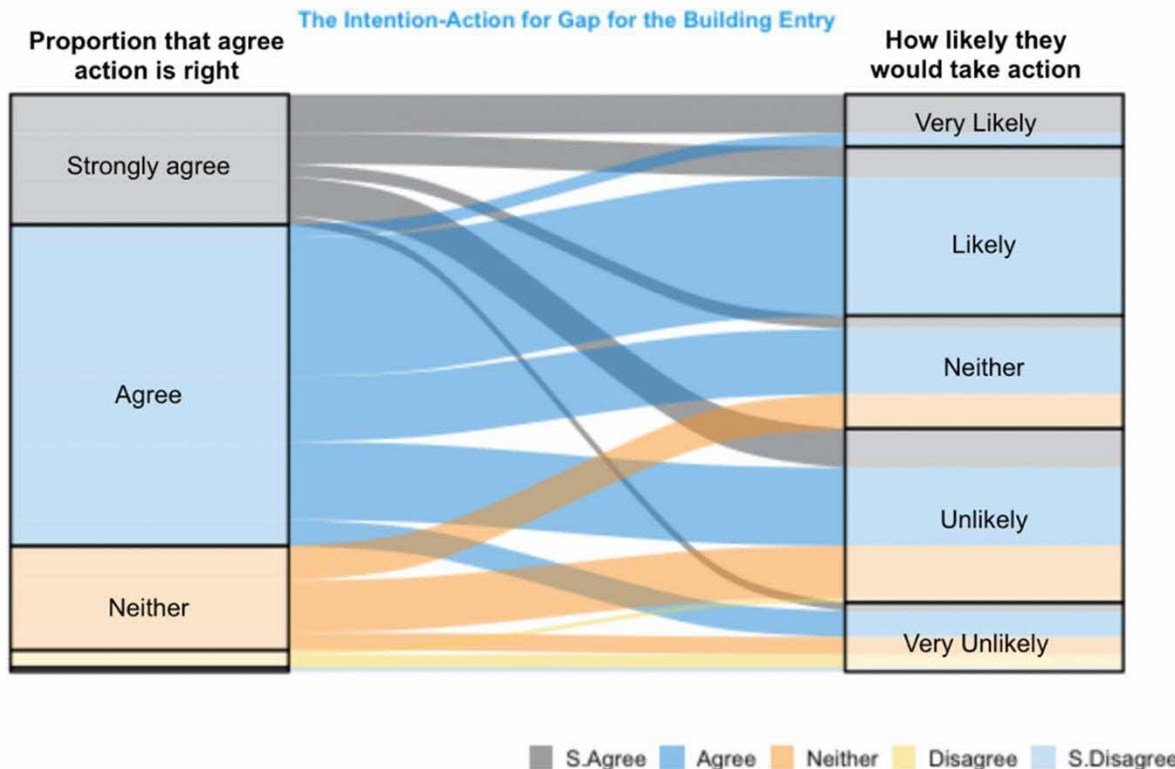 The Intention-Action for Gap for the Building Entry
Proportion that agree
action is right
How likely they
would take action
Strongly agree
Agree
Neither
Very Likely
Likely
Neither
Unlikely
Very Unlikely
S.Agree Agree Neither Disagree S.Disagree